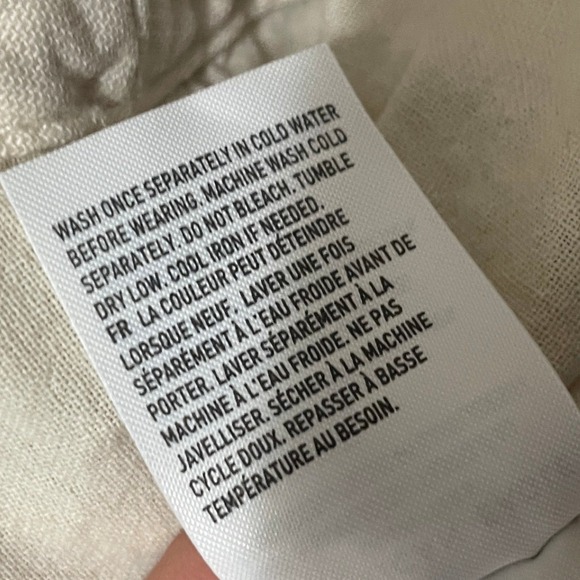 WASH ONCE SEPARATELY IN COLD WATER
BEFORE WEARING. MACHINE WASH COLD
SEPARATELY. DO NOT BLEACH. TUMBLE
DRY LOW. COOL IRON IF NEEDED.
FR LA COULEUR PEUT DÉTEINDRE
LORSQUE NEUF. LAVER UNE FOIS
SÉPARÉMENT À L'EAU FROIDE AVANT DE
PORTER. LAVER SÉPARÉMENT À LA
MACHINE À L'EAU FROIDE. NE PAS
JAVELLISER. SÉCHER À LA MACHINE
CYCLE DOUX. REPASSER À BASSE
TEMPÉRATURE AU BESOIN.